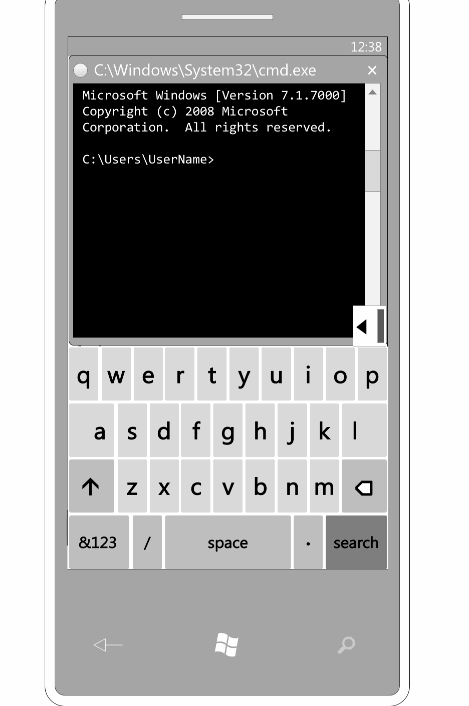 12:38
C:\Windows\System32\cmd.exe ×
Microsoft Windows [Version 7.1.7000]
Copyright (c) 2008 Microsoft
Corporation.  All rights reserved.
C:\Users\UserName>
q w e r t y u i o p
a s d f g h j k l
z x c v b n m
&123 / space . search